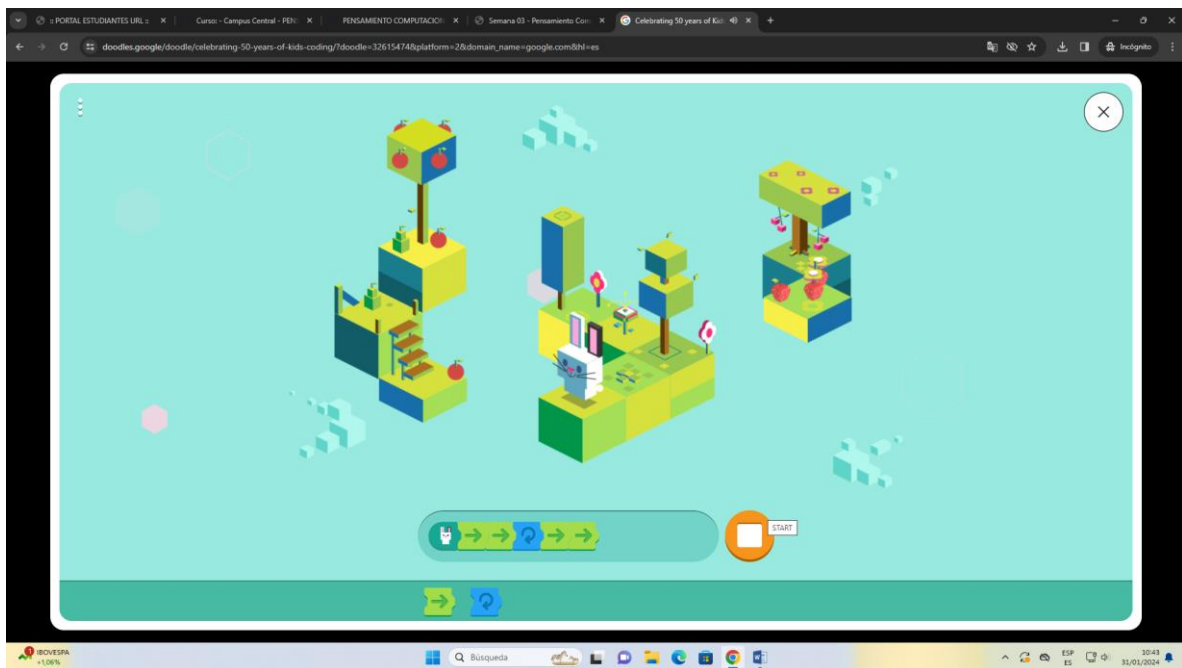 :: PORTAL ESTUDIANTES URL ::
Curso: - Campus Central - PEN
PENSAMIENTO COMPUTACION
Semana 03 - Pensamiento Com
Celebrating 50 years of Kid
doodles.google/doodle/celebrating-50-years-of-kids-coding/?doodle=32615474&platform=2&domain_name=google.com&hl=es
Incógnito
START
IBOVESPA
+1,06%
Búsqueda
ESP
ES
10:43
31/01/2024